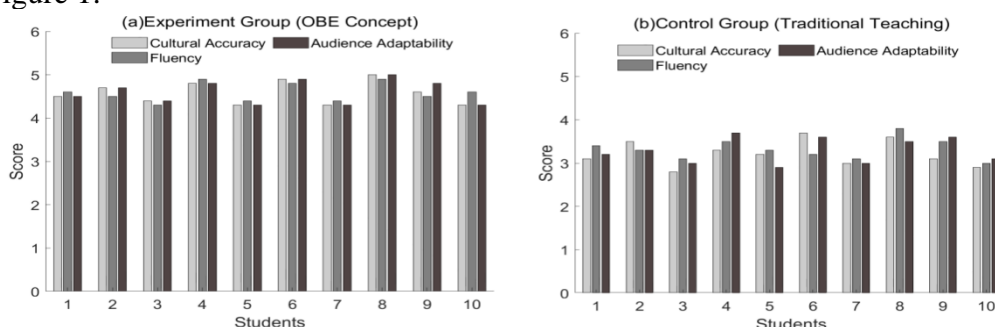 (a)Experiment Group (OBE Concept)
6
5
4
3
2
1
0
Score
Cultural Accuracy
Audience Adaptability
Fluency
1 2 3 4 5 6 7 8 9 10
Students
(b)Control Group (Traditional Teaching)
6
5
4
3
2
1
0
Score
Cultural Accuracy
Audience Adaptability
Fluency
1 2 3 4 5 6 7 8 9 10
Students